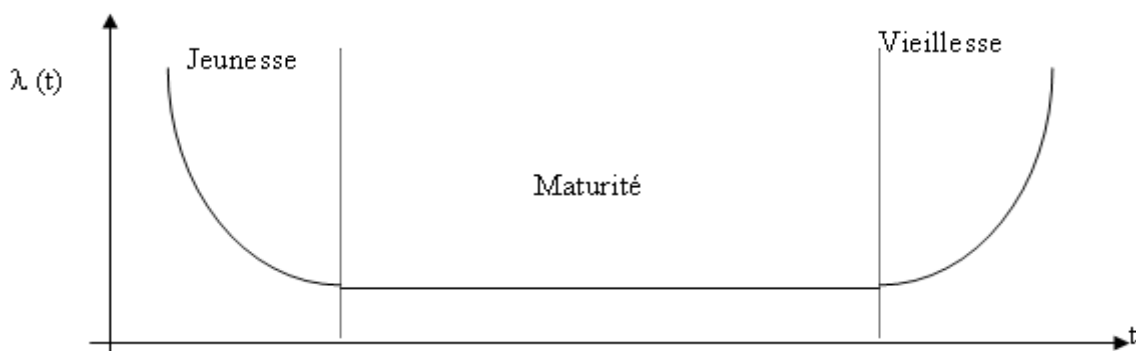 Vieillesse
Jeunesse
λ (t)
Maturité
t